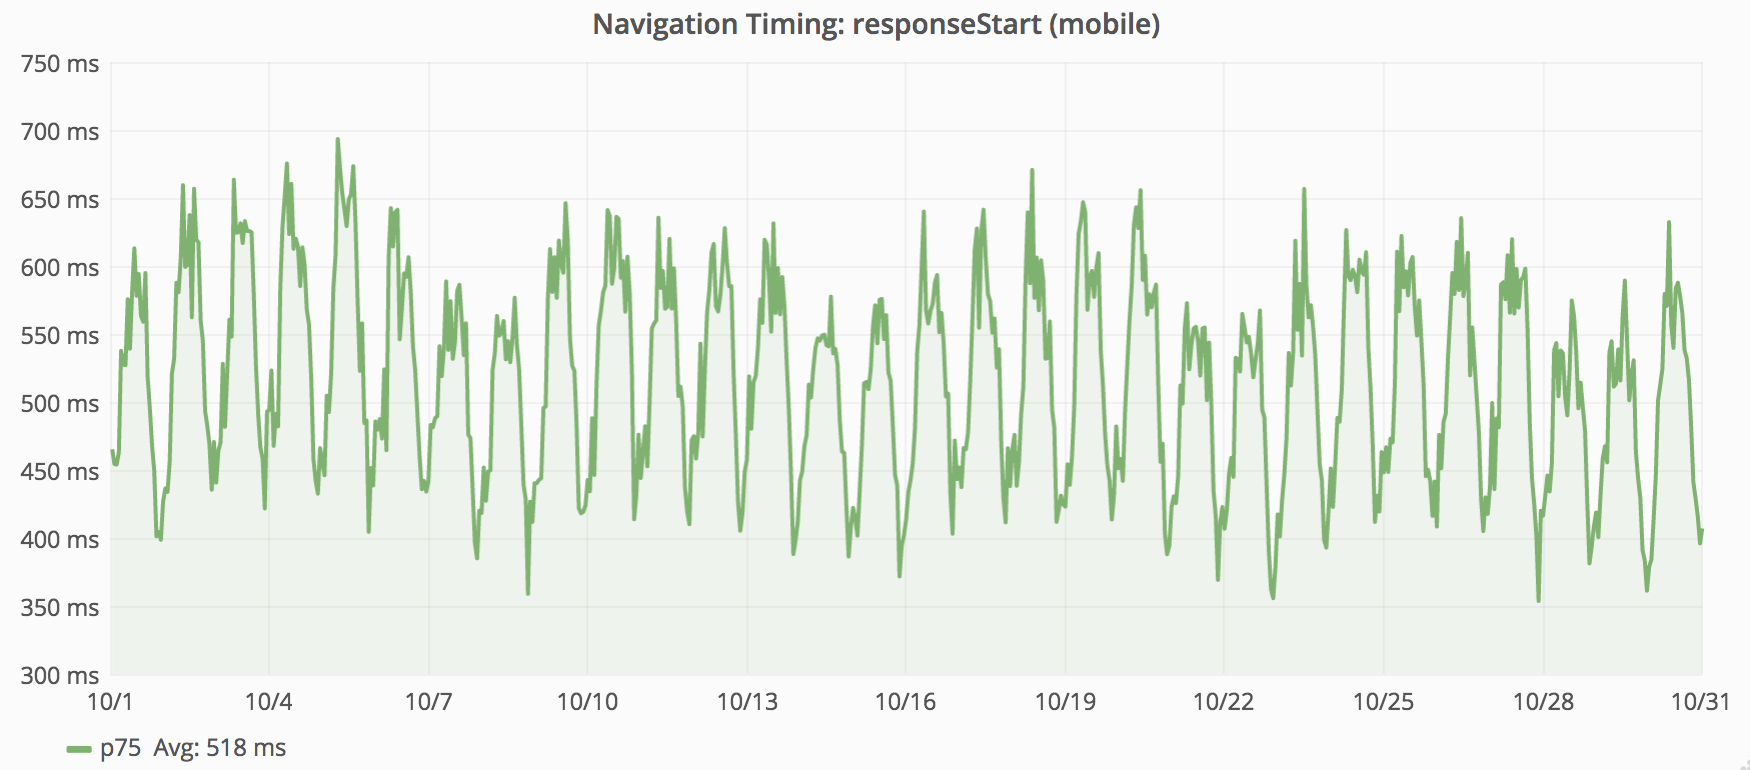 Navigation Timing: responseStart (mobile)
750 ms
700 ms
650 ms
600 ms
550 ms
500 ms
450 ms
400 ms
350 ms
300 ms
10/1 10/4 10/7 10/10 10/13 10/16 10/19 10/22 10/25 10/28 10/31
p75 Avg: 518 ms